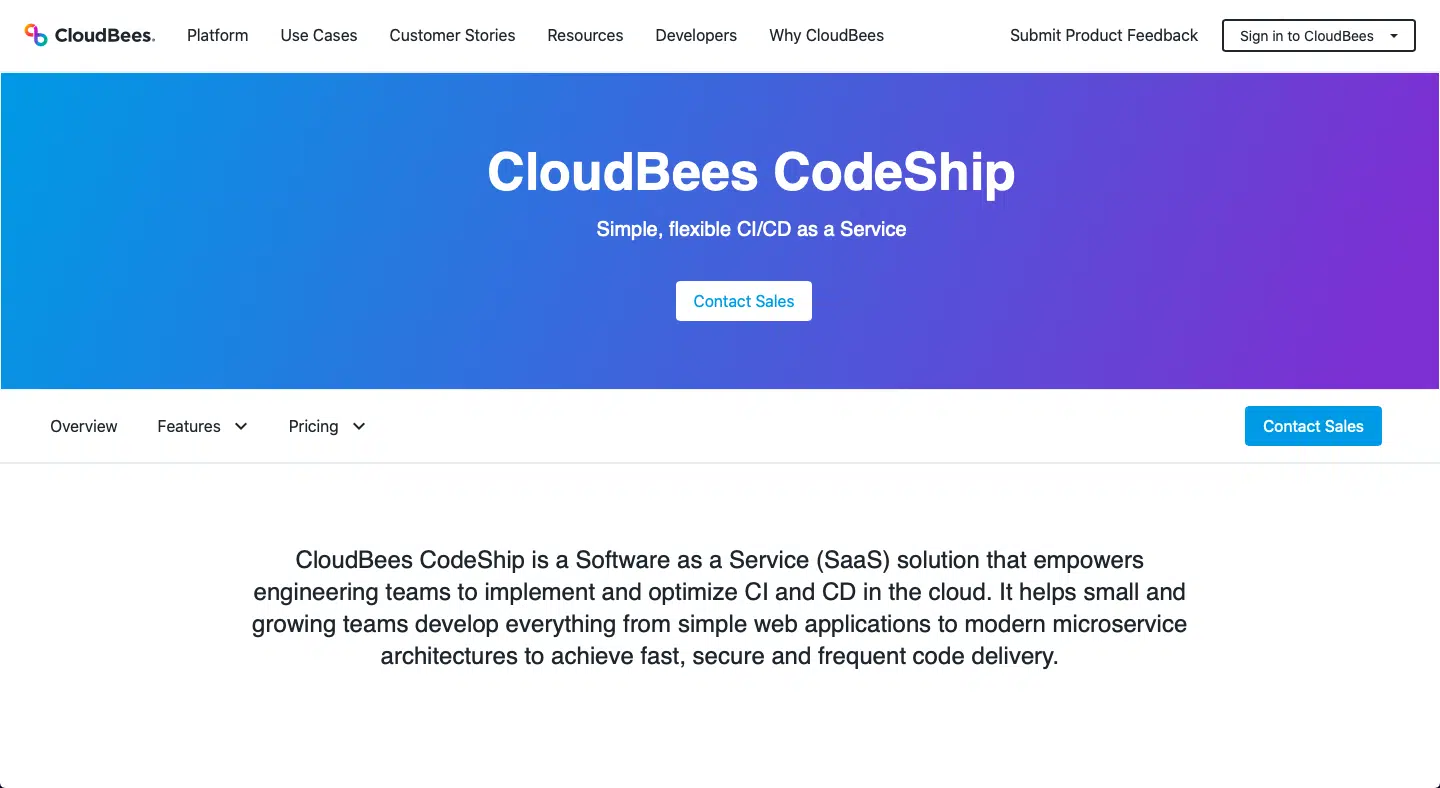 CloudBees. Platform Use Cases Customer Stories Resources Developers Why CloudBees Submit Product Feedback Sign in to CloudBees
CloudBees CodeShip
Simple, flexible CI/CD as a Service
Contact Sales
Overview Features Pricing Contact Sales
CloudBees CodeShip is a Software as a Service (SaaS) solution that empowers
engineering teams to implement and optimize CI and CD in the cloud. It helps small and
growing teams develop everything from simple web applications to modern microservice
architectures to achieve fast, secure and frequent code delivery.